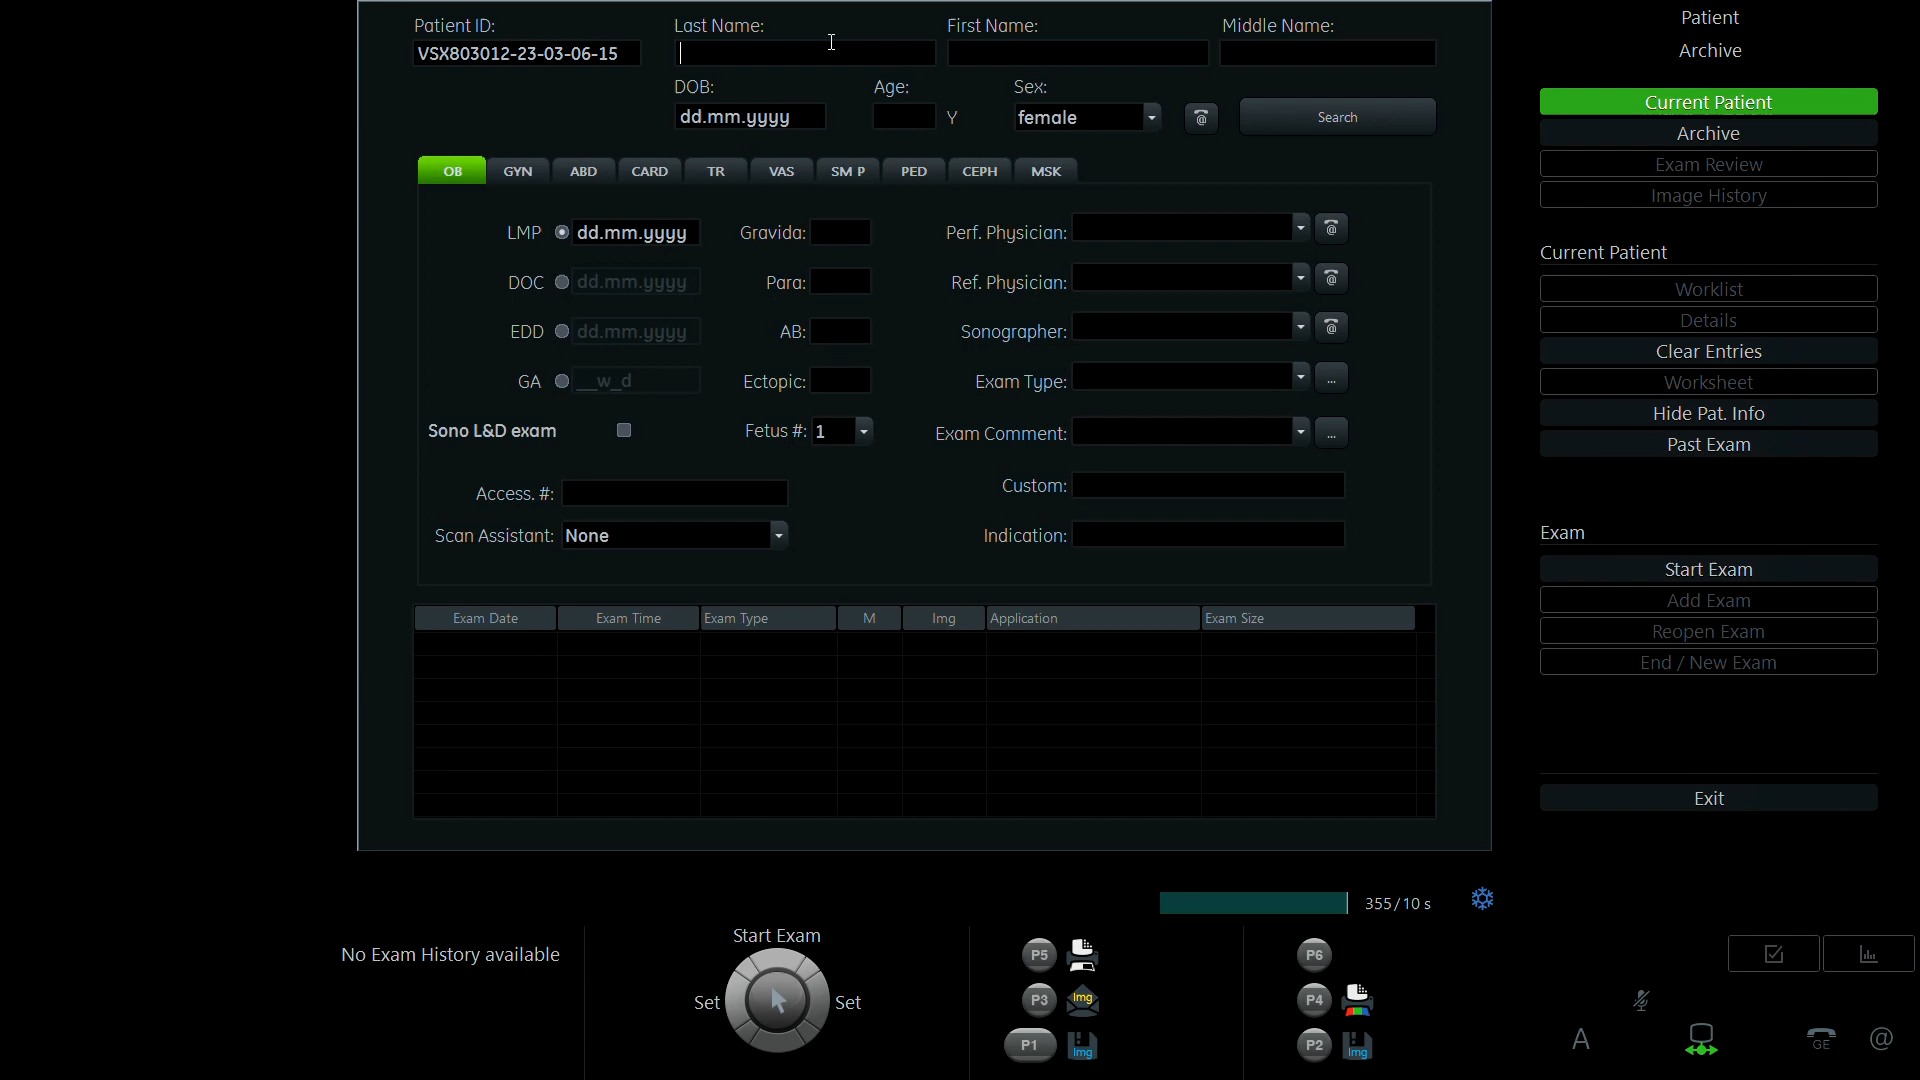 Patient ID: Last Name: First Name: Middle Name:
VSX803012-23-03-06-15
DOB: Age: Sex:
dd.mm.yyyy Y female @ Search
OB GYN ABD CARD TR VAS SM P PED CEPH MSK
LMP dd.mm.yyyy Gravida: Perf. Physician: @
DOC dd.mm.yyyy Para: Ref. Physician: @
EDD dd.mm.yyyy AB: Sonographer: @
GA __w_d Ectopic: Exam Type: ...
Sono L&D exam Fetus #: 1 Exam Comment: ...
Access. #: Custom:
Scan Assistant: None Indication:
Exam Date Exam Time Exam Type M Img Application Exam Size
Patient
Archive
Current Patient
Archive
Exam Review
Image History
Current Patient
Worklist
Details
Clear Entries
Worksheet
Hide Pat. Info
Past Exam
Exam
Start Exam
Add Exam
Reopen Exam
End / New Exam
Exit
355/10 s
No Exam History available
Start Exam
Set Set
P5 P6
P3 Img P4
P1 Img P2 Img
A GE @